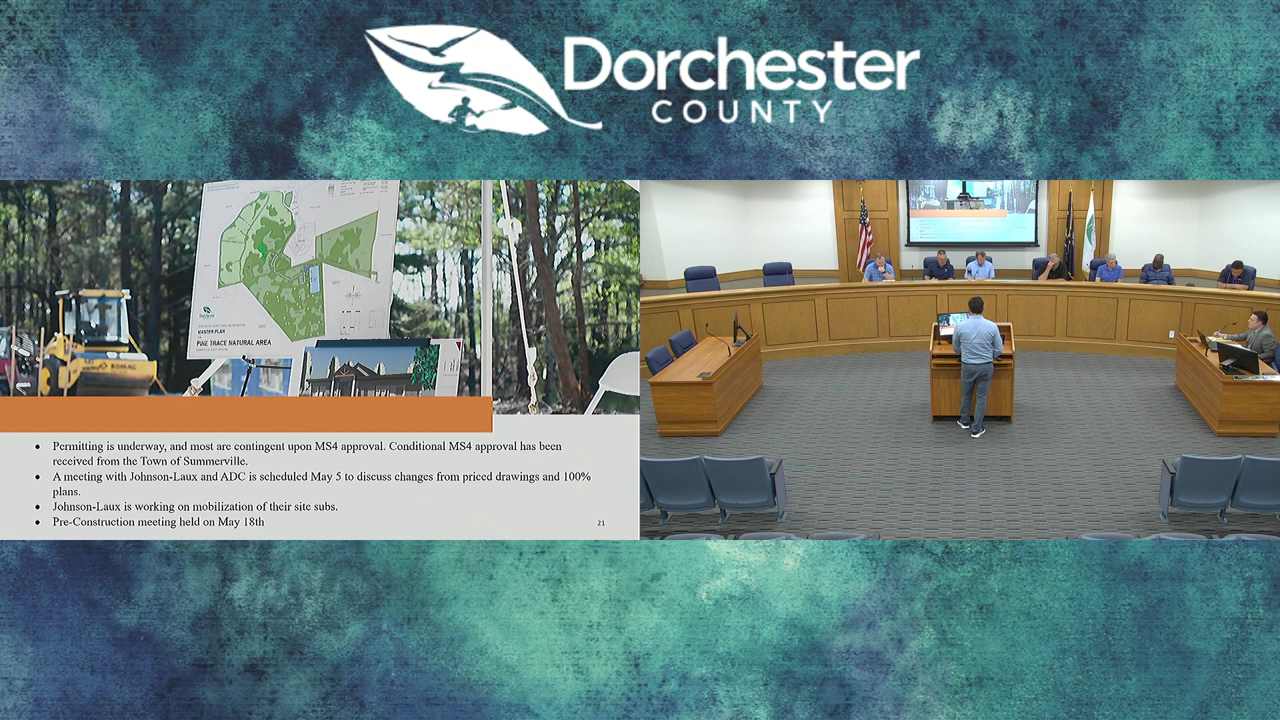 Dorchester
COUNTY
Dorchester
MASTER PLAN
PINE TRACE NATURAL AREA
BOMAG
• Permitting is underway, and most are contingent upon MS4 approval. Conditional MS4 approval has been
received from the Town of Summerville.
• A meeting with Johnson-Laux and ADC is scheduled May 5 to discuss changes from priced drawings and 100%
plans.
• Johnson-Laux is working on mobilization of their site subs.
• Pre-Construction meeting held on May 18th
21